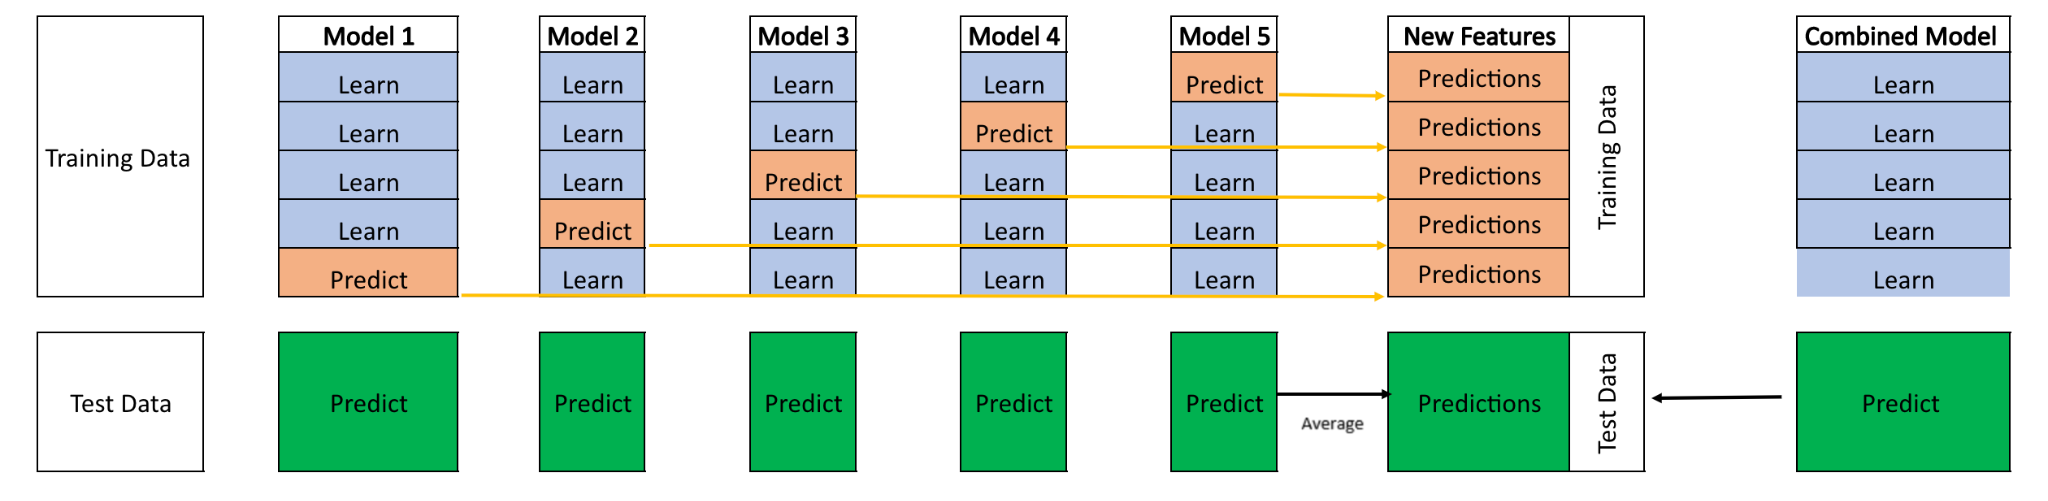 Model 1 Model 2 Model 3 Model 4 Model 5 New Features Combined Model
Learn Learn Learn Learn Predict Predictions Learn
Learn Learn Learn Predict Learn Predictions Learn
Training Data Learn Learn Predict Learn Learn Predictions Training Data Learn
Learn Predict Learn Learn Learn Predictions Learn
Predict Learn Learn Learn Learn Predictions Learn
Test Data Predict Predict Predict Predict Predict Predictions Test Data Predict
Average